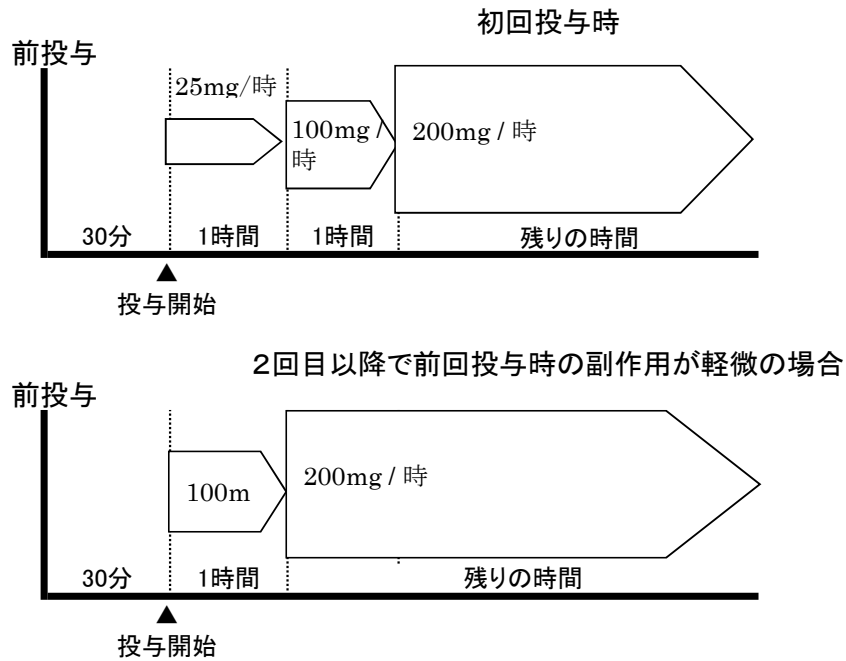 初回投与時
前投与
25mg/時
100mg /
時
200mg / 時
30分 1時間 1時間 残りの時間
▲
投与開始
２回目以降で前回投与時の副作用が軽微の場合
前投与
100m
200mg / 時
30分 1時間 残りの時間
▲
投与開始